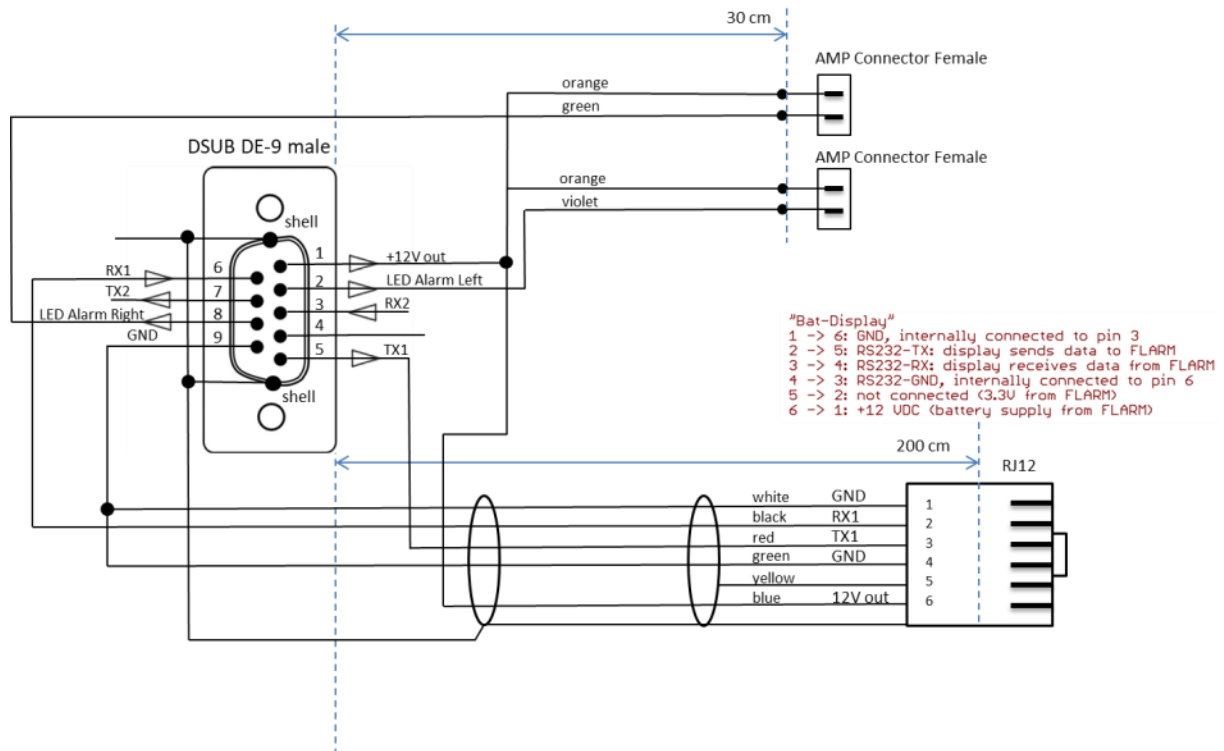 30 cm
AMP Connector Female
orange
green
DSUB DE-9 male
AMP Connector Female
orange
violet
shell
1
+12V out
RX1
6
2
LED Alarm Left
TX2
7
3
RX2
LED Alarm Right
8
4
GND
9
5
TX1
shell
"Bat-Display"
1 -> 6: GND, internally connected to pin 3
2 -> 5: RS232-TX: display sends data to FLARM
3 -> 4: RS232-RX: display receives data from FLARM
4 -> 3: RS232-GND, internally connected to pin 6
5 -> 2: not connected (3.3V from FLARM)
6 -> 1: +12 VDC (battery supply from FLARM)
200 cm
RJ12
white GND 1
black RX1 2
red TX1 3
green GND 4
yellow 5
blue 12V out 6